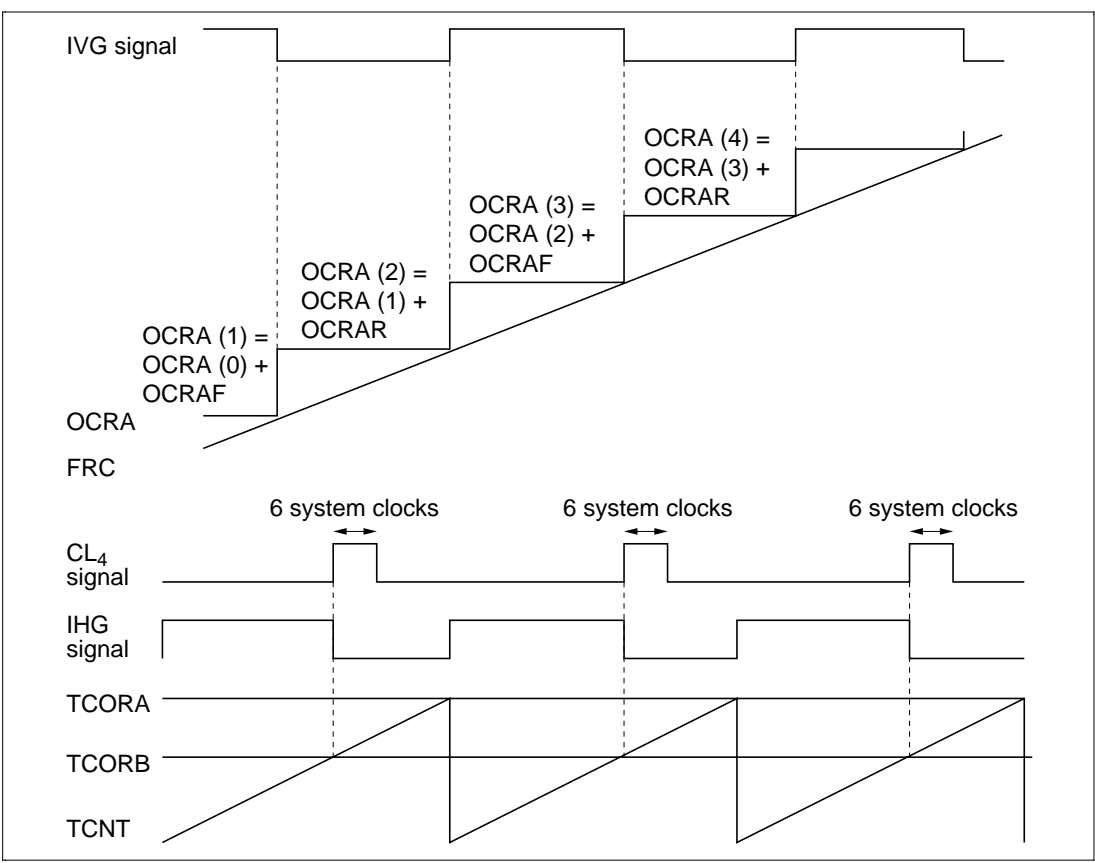 IVG signal
OCRA (4) =
OCRA (3) +
OCRAR
OCRA (3) =
OCRA (2) +
OCRAF
OCRA (2) =
OCRA (1) +
OCRAR
OCRA (1) =
OCRA (0) +
OCRAF
OCRA
FRC
6 system clocks 6 system clocks 6 system clocks
CL4
signal
IHG
signal
TCORA
TCORB
TCNT